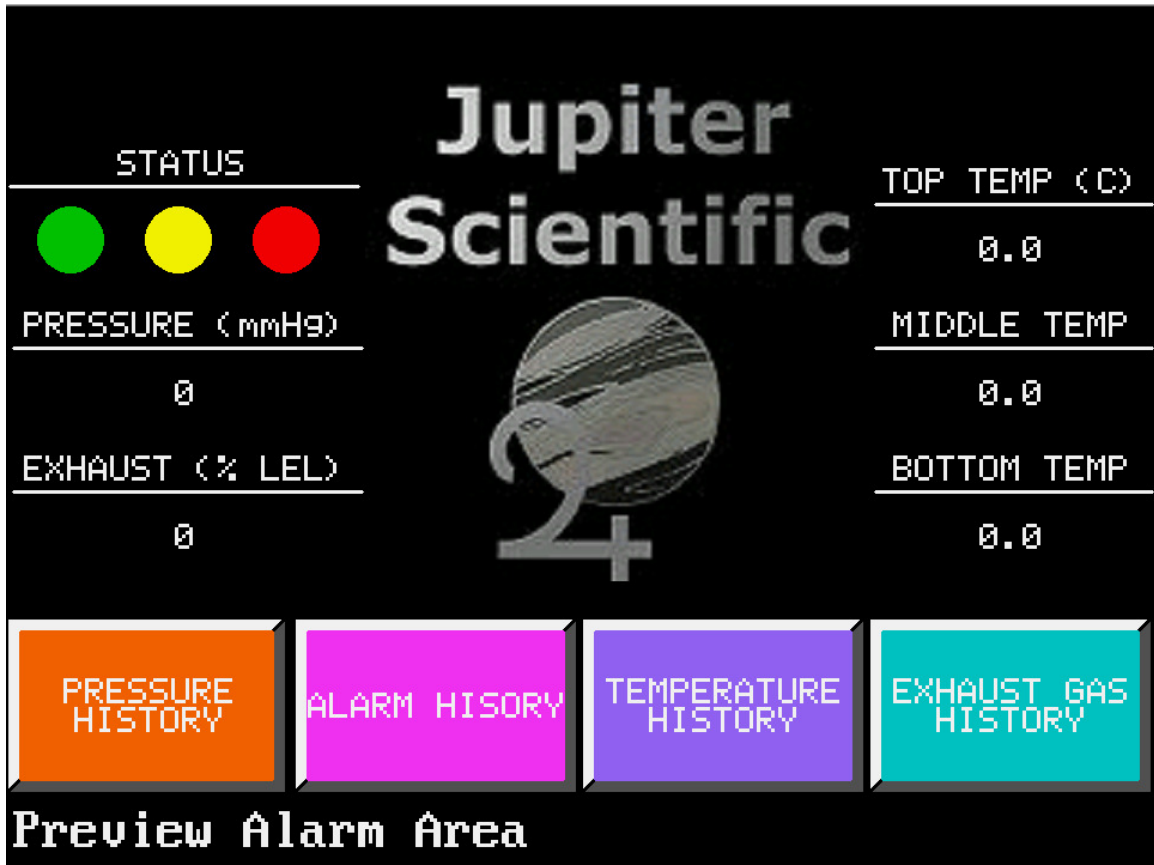 Jupiter
Scientific
STATUS
PRESSURE (mmHg)
0
EXHAUST (% LEL)
0
TOP TEMP (C)
0.0
MIDDLE TEMP
0.0
BOTTOM TEMP
0.0
PRESSURE
HISTORY
ALARM HISORY
TEMPERATURE
HISTORY
EXHAUST GAS
HISTORY
Preview Alarm Area